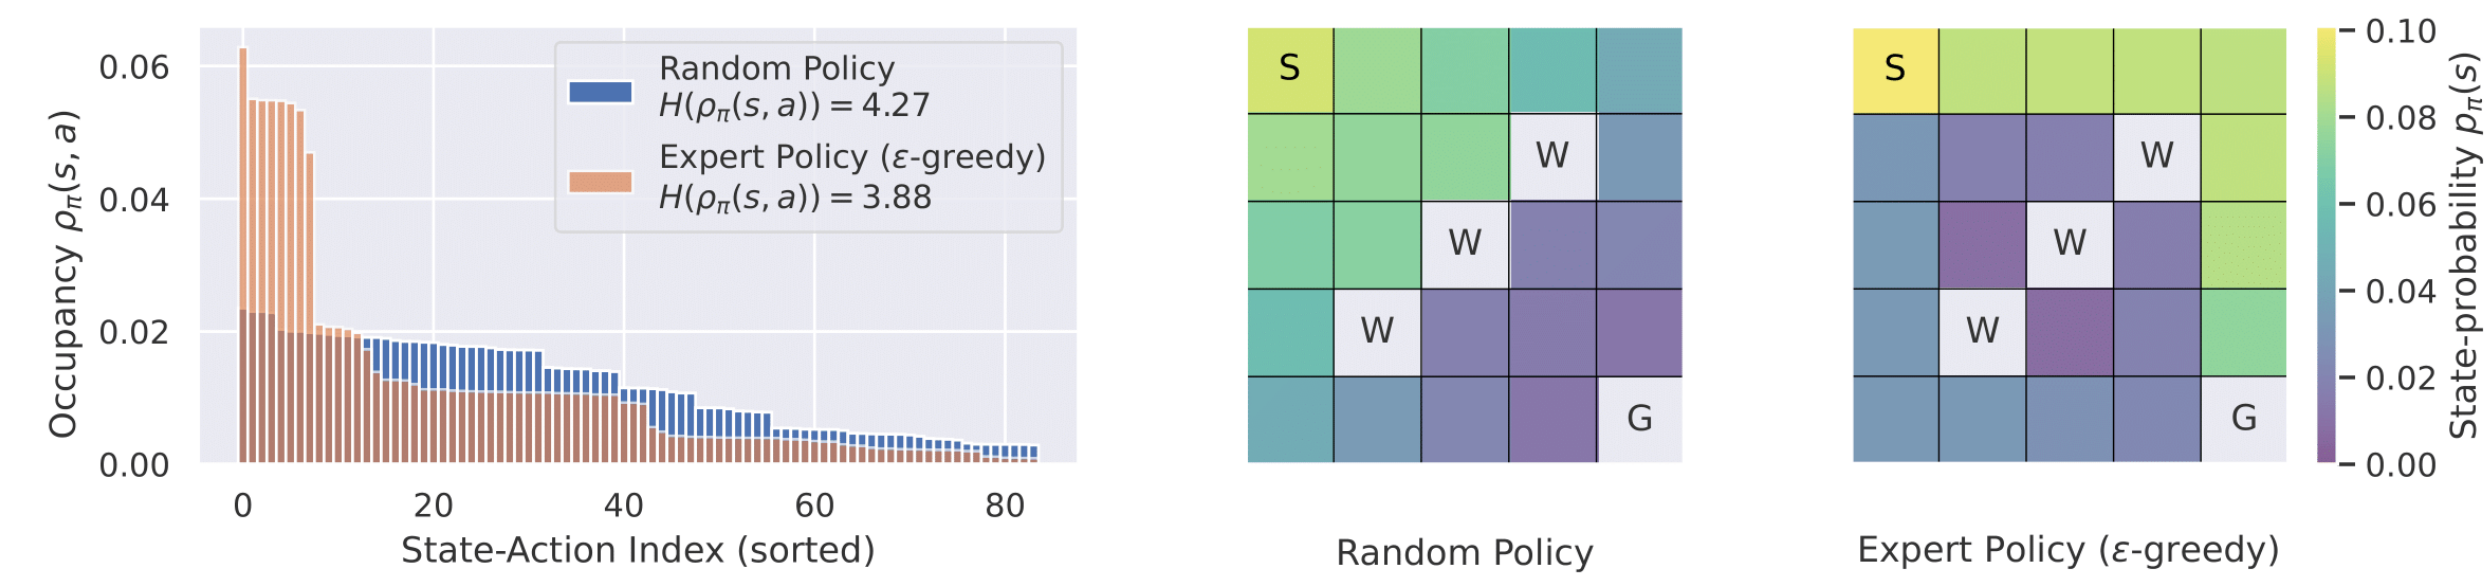 Occupancy ρπ(s, a)
0.06
0.04
0.02
0.00
0 20 40 60 80
State-Action Index (sorted)
Random Policy
H(ρπ(s, a)) = 4.27
Expert Policy (ε-greedy)
H(ρπ(s, a)) = 3.88
S
W
W
W
G
Random Policy
S
W
W
W
G
Expert Policy (ε-greedy)
0.10
0.08
0.06
0.04
0.02
0.00
State-probability pπ(s)